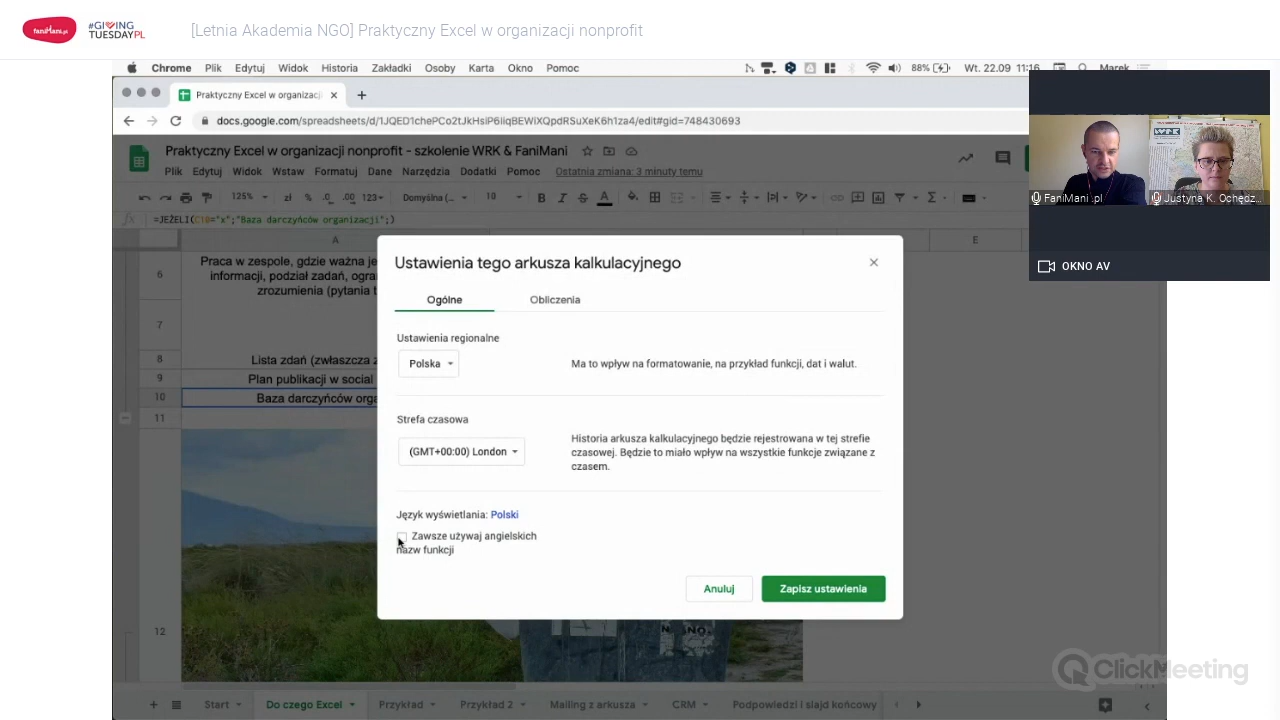 faniMani.pl
#GIVING
TUESDAYPL
[Letnia Akademia NGO] Praktyczny Excel w organizacji nonprofit
Chrome Plik Edytuj Widok Historia Zakładki Osoby Karta Okno Pomoc
88% Wt. 22.09 11:16 Marek
Praktyczny Excel w organizacj
docs.google.com/spreadsheets/d/1JQED1chePCo2tJkHsiP6IiqBEWiXQpdRSuXeK6h1za4/edit#gid=748430693
Praktyczny Excel w organizacji nonprofit - szkolenie WRK & FaniMani
Plik Edytuj Widok Wstaw Formatuj Dane Narzędzia Dodatki Pomoc Ostatnia zmiana: 3 minuty temu
125% zł % .0 .00 123 Domyślna (... 10 B I S A
=JEŻELI(C10="x";"Baza darczyńców organizacji";)
A E
6 Praca w zespole, gdzie ważna je
informacji, podział zadań, ogra
zrozumienia (pytania t
7
8 Lista zdań (zwłaszcza z
9 Plan publikacji w social
10 Baza darczyńców orga
11
12
Ustawienia tego arkusza kalkulacyjnego
Ogólne Obliczenia
Ustawienia regionalne
Polska Ma to wpływ na formatowanie, na przykład funkcji, dat i walut.
Strefa czasowa
(GMT+00:00) London Historia arkusza kalkulacyjnego będzie rejestrowana w tej strefie
czasowej. Będzie to miało wpływ na wszystkie funkcje związane z
czasem.
Język wyświetlania: Polski
Zawsze używaj angielskich
nazw funkcji
Anuluj Zapisz ustawienia
WRK
FaniMani .pl Justyna K. Ochędz...
OKNO AV
ClickMeeting
Start Do czego Excel Przykład Przykład 2 Mailing z arkusza CRM Podpowiedzi i slajd końcowy